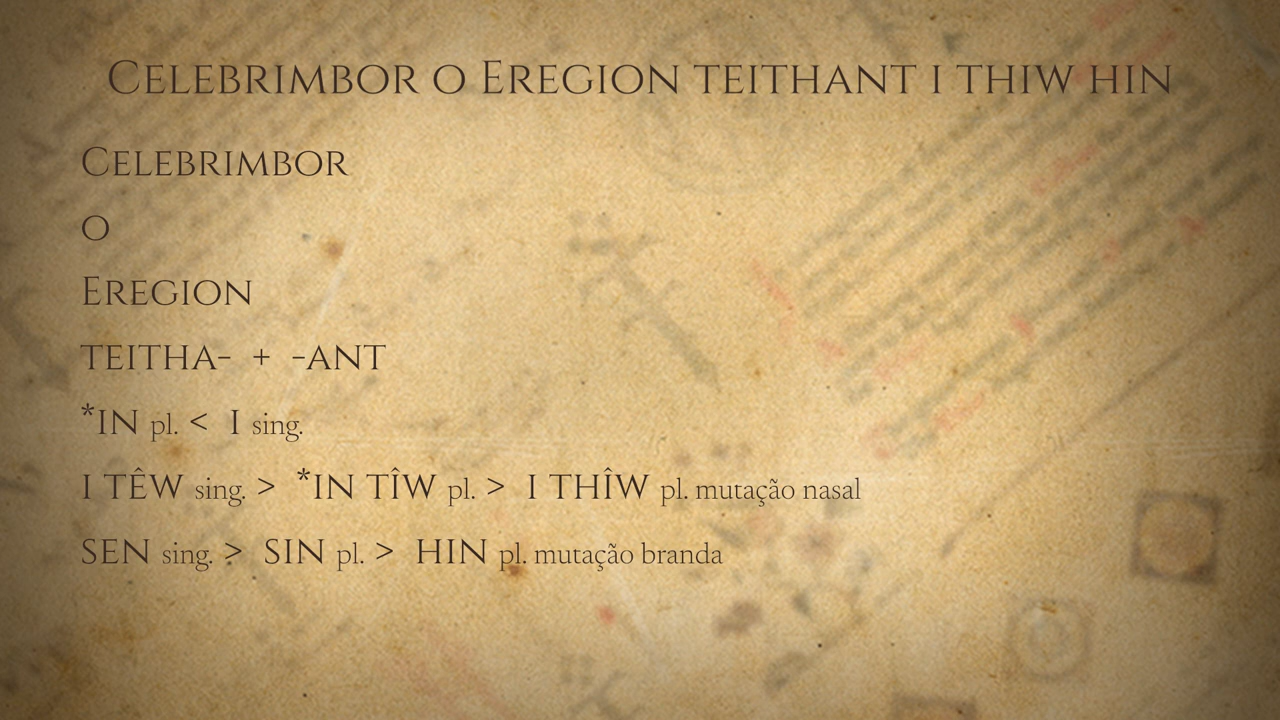 Celebrimbor o Eregion teithant i thiw hin
Celebrimbor
o
Eregion
teitha- + -ant
*in pl. < i sing.
i têw sing. > *in tîw pl. > i thîw pl. mutação nasal
sen sing. > sin pl. > hin pl. mutação branda